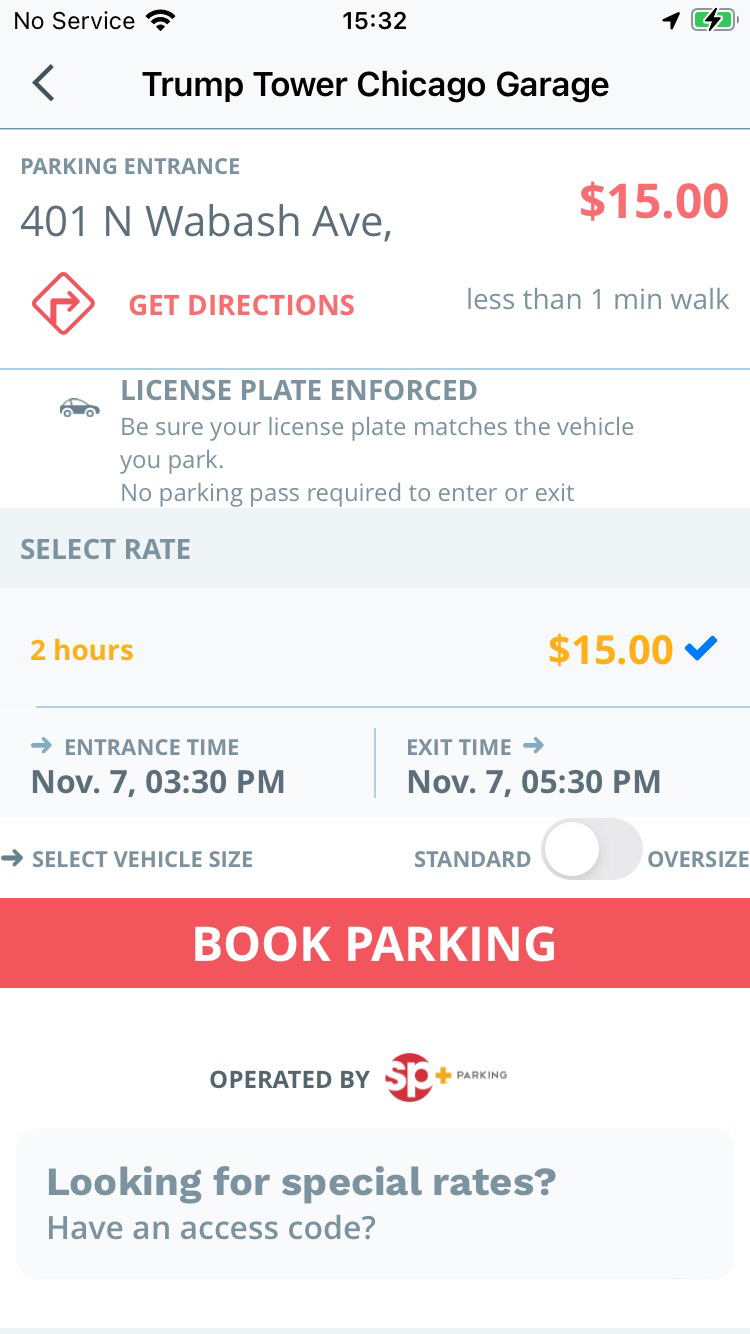 No Service 15:32
Trump Tower Chicago Garage
PARKING ENTRANCE
401 N Wabash Ave,
$15.00
GET DIRECTIONS
less than 1 min walk
LICENSE PLATE ENFORCED
Be sure your license plate matches the vehicle
you park.
No parking pass required to enter or exit
SELECT RATE
2 hours $15.00
ENTRANCE TIME
Nov. 7, 03:30 PM
EXIT TIME
Nov. 7, 05:30 PM
SELECT VEHICLE SIZE STANDARD OVERSIZE
BOOK PARKING
OPERATED BY sp+ PARKING
Looking for special rates?
Have an access code?